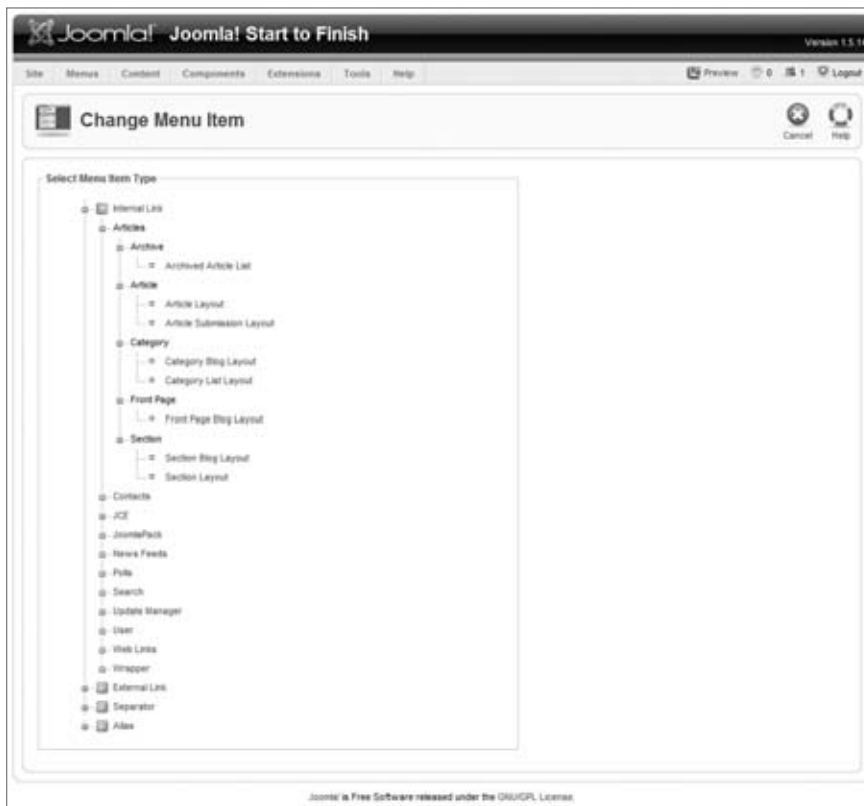 Joomla! Joomla! Start to Finish
Version 1.5.1
Site Menus Content Components Extensions Tools Help Preview 0 1 Logout
Change Menu Item
Cancel Help
Select Menu Item Type
Internal Link
Articles
Archive
Archived Article List
Article
Article Layout
Article Submission Layout
Category
Category Blog Layout
Category List Layout
Front Page
Front Page Blog Layout
Section
Section Blog Layout
Section Layout
Contacts
JCE
JoomlaPack
News Feeds
Polls
Search
Update Manager
User
Web Links
Wrapper
External Link
Separator
Alias
Joomla! is Free Software released under the GNU/GPL License.